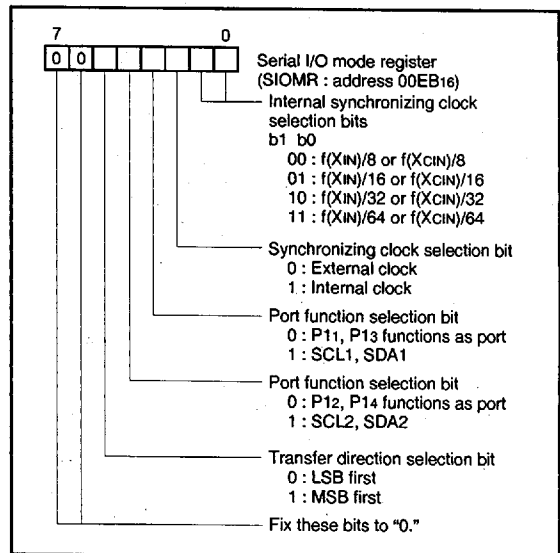 7 0
0 0
Serial I/O mode register
(SIOMR : address 00EB16)
Internal synchronizing clock
selection bits
b1 b0
00 : f(XIN)/8 or f(XCIN)/8
01 : f(XIN)/16 or f(XCIN)/16
10 : f(XIN)/32 or f(XCIN)/32
11 : f(XIN)/64 or f(XCIN)/64
Synchronizing clock selection bit
0 : External clock
1 : Internal clock
Port function selection bit
0 : P11, P13 functions as port
1 : SCL1, SDA1
Port function selection bit
0 : P12, P14 functions as port
1 : SCL2, SDA2
Transfer direction selection bit
0 : LSB first
1 : MSB first
Fix these bits to “0.”